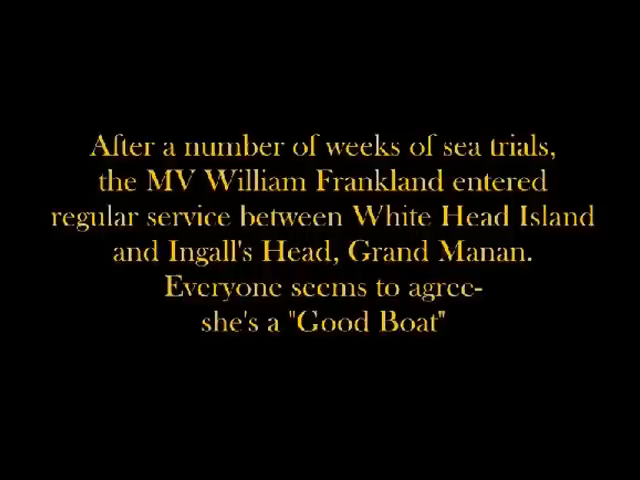 After a number of weeks of sea trials,
the MV William Frankland entered
regular service between White Head Island
and Ingall's Head, Grand Manan.
Everyone seems to agree-
she's a "Good Boat"